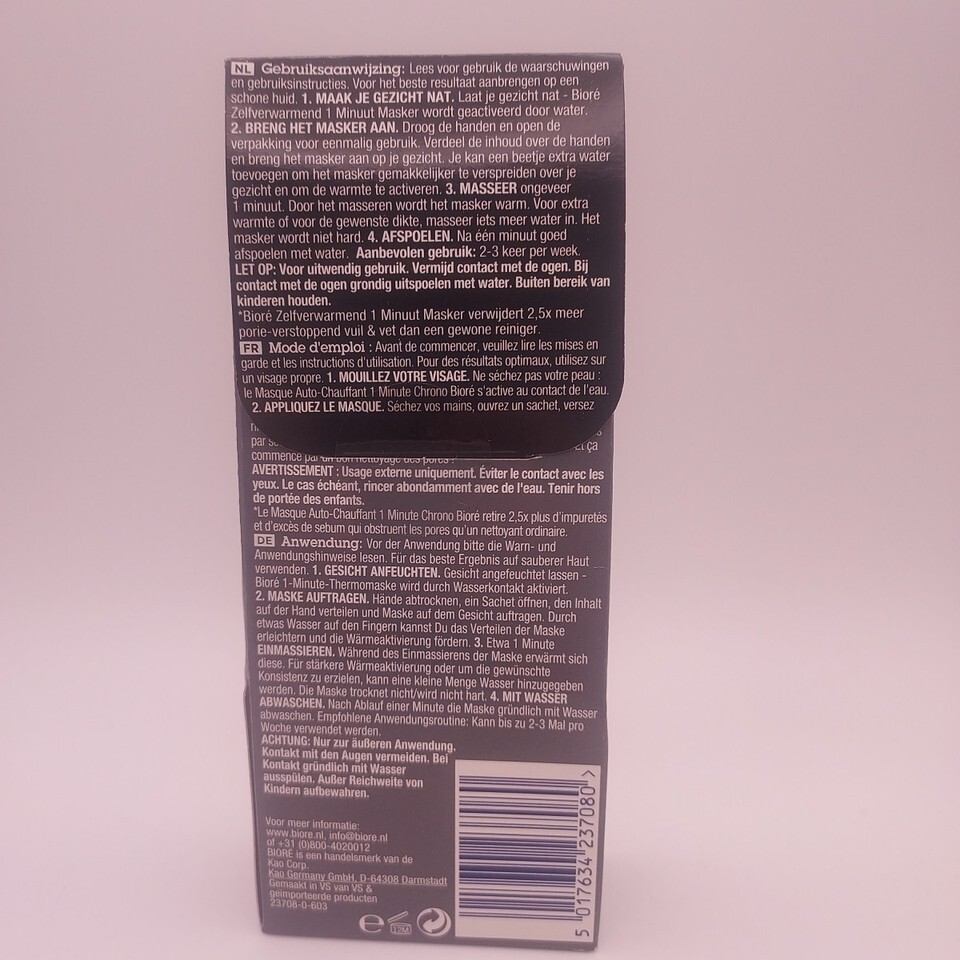 NL Gebruiksaanwijzing: Lees voor gebruik de waarschuwingen
en gebruiksinstructies. Voor het beste resultaat aanbrengen op een
schone huid. 1. MAAK JE GEZICHT NAT. Laat je gezicht nat - Bioré
Zelfverwarmend 1 Minuut Masker wordt geactiveerd door water.
2. BRENG HET MASKER AAN. Droog de handen en open de
verpakking voor eenmalig gebruik. Verdeel de inhoud over de handen
en breng het masker aan op je gezicht. Je kan een beetje extra water
toevoegen om het masker gemakkelijker te verspreiden over je
gezicht en om de warmte te activeren. 3. MASSEER ongeveer
1 minuut. Door het masseren wordt het masker warm. Voor extra
warmte of voor de gewenste dikte, masseer iets meer water in. Het
masker wordt niet hard. 4. AFSPOELEN. Na één minuut goed
afspoelen met water. Aanbevolen gebruik: 2-3 keer per week.
LET OP: Voor uitwendig gebruik. Vermijd contact met de ogen. Bij
contact met de ogen grondig uitspoelen met water. Buiten bereik van
kinderen houden.
*Bioré Zelfverwarmend 1 Minuut Masker verwijdert 2,5x meer
porie-verstoppend vuil & vet dan een gewone reiniger.
FR Mode d'emploi : Avant de commencer, veuillez lire les mises en
garde et les instructions d'utilisation. Pour des résultats optimaux, utilisez sur
un visage propre. 1. MOUILLEZ VOTRE VISAGE. Ne séchez pas votre peau :
le Masque Auto-Chauffant 1 Minute Chrono Bioré s'active au contact de l'eau.
2. APPLIQUEZ LE MASQUE. Séchez vos mains, ouvrez un sachet, versez
par ça
commence par un bon nettoyage des pores !
AVERTISSEMENT : Usage externe uniquement. Éviter le contact avec les
yeux. Le cas échéant, rincer abondamment avec de l'eau. Tenir hors
de portée des enfants.
*Le Masque Auto-Chauffant 1 Minute Chrono Bioré retire 2,5x plus d'impuretés
et d'excès de sebum qui obstruent les pores qu'un nettoyant ordinaire.
DE Anwendung: Vor der Anwendung bitte die Warn- und
Anwendungshinweise lesen. Für das beste Ergebnis auf sauberer Haut
verwenden. 1. GESICHT ANFEUCHTEN. Gesicht angefeuchtet lassen -
Bioré 1-Minute-Thermomaske wird durch Wasserkontakt aktiviert.
2. MASKE AUFTRAGEN. Hände abtrocknen, ein Sachet öffnen, den Inhalt
auf der Hand verteilen und Maske auf dem Gesicht auftragen. Durch
etwas Wasser auf den Fingern kannst Du das Verteilen der Maske
erleichtern und die Wärmeaktivierung fördern. 3. Etwa 1 Minute
EINMASSIEREN. Während des Einmassierens der Maske erwärmt sich
diese. Für stärkere Wärmeaktivierung oder um die gewünschte
Konsistenz zu erzielen, kann eine kleine Menge Wasser hinzugegeben
werden. Die Maske trocknet nicht/wird nicht hart. 4. MIT WASSER
ABWASCHEN. Nach Ablauf einer Minute die Maske gründlich mit Wasser
abwaschen. Empfohlene Anwendungsroutine: Kann bis zu 2-3 Mal pro
Woche verwendet werden.
ACHTUNG: Nur zur äußeren Anwendung.
Kontakt mit den Augen vermeiden. Bei
Kontakt gründlich mit Wasser
ausspülen. Außer Reichweite von
Kindern aufbewahren.
Voor meer informatie:
www.biore.nl, info@biore.nl
of +31 (0)800-4020012
BIORÉ is een handelsmerk van de
Kao Corp.
Kao Germany GmbH, D-64308 Darmstadt
Gemaakt in VS van VS &
geïmporteerde producten
23708-0-603
e 12M
5 017634 237080 >